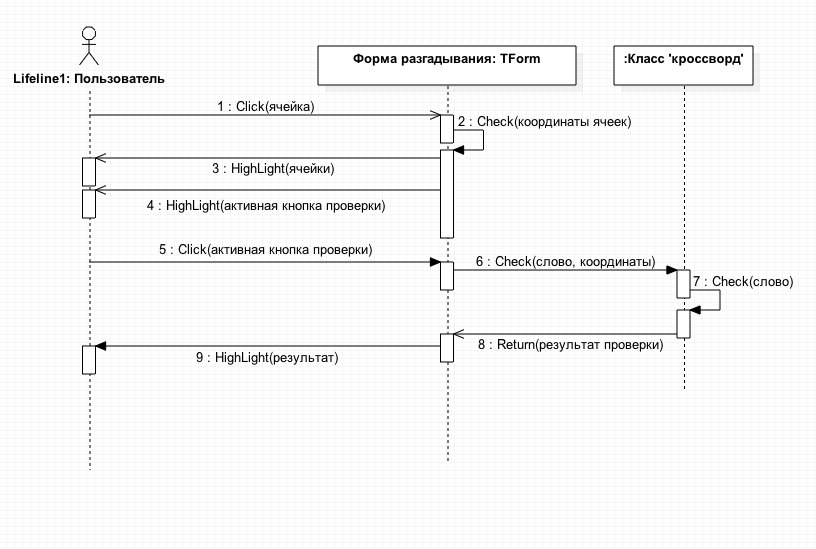 Lifeline1: Пользователь
Форма разгадывания: TForm
:Класс 'кроссворд'
1 : Click(ячейка)
2 : Check(координаты ячеек)
3 : HighLight(ячейки)
4 : HighLight(активная кнопка проверки)
5 : Click(активная кнопка проверки)
6 : Check(слово, координаты)
7 : Check(слово)
8 : Return(результат проверки)
9 : HighLight(результат)